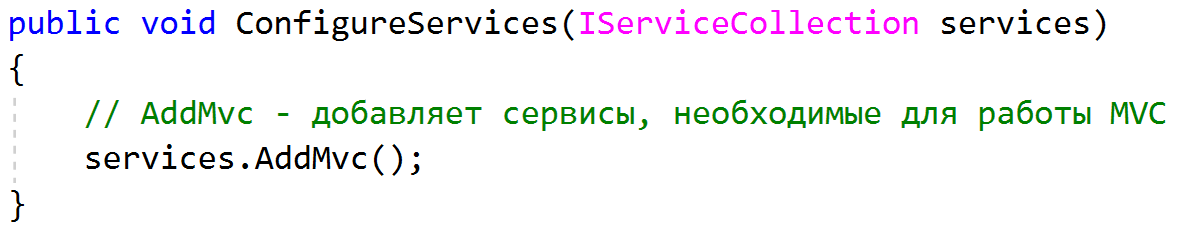 public void ConfigureServices(IServiceCollection services)
{
// AddMvc - добавляет сервисы, необходимые для работы MVC
services.AddMvc();
}